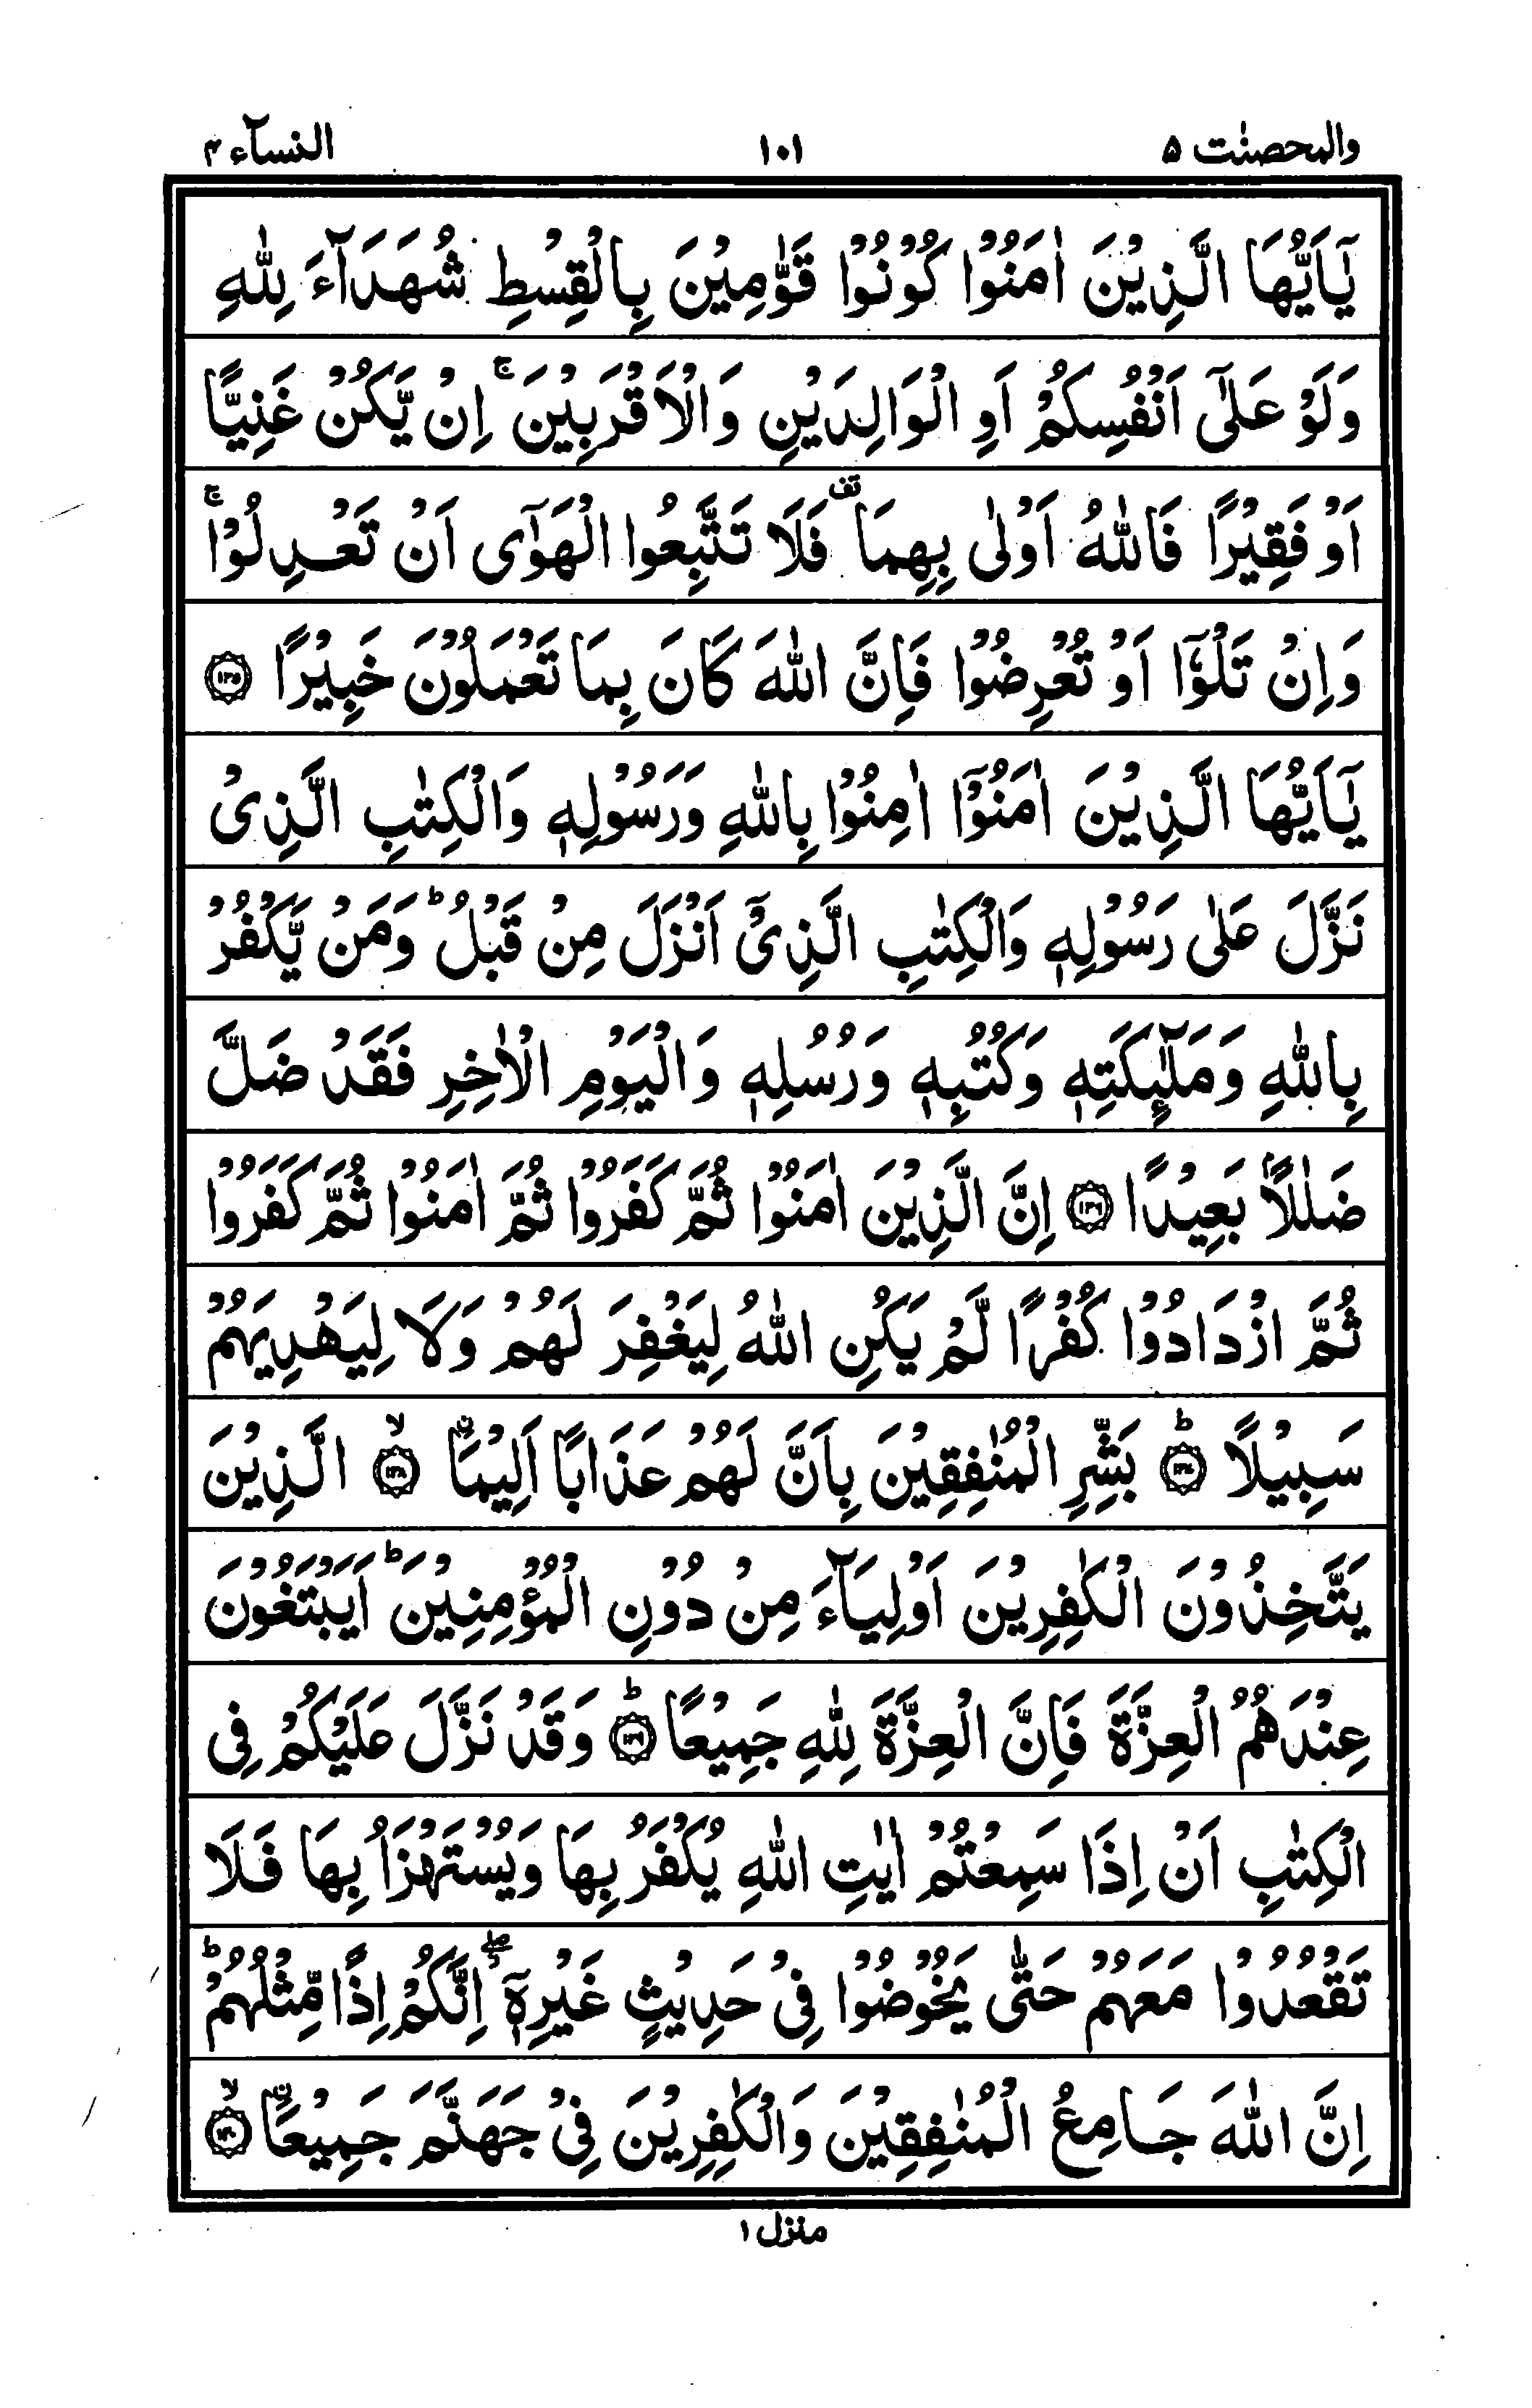 والمحصنٰت ۵ ۱۰۱ النسآء ۴
يٰۤاَيُّهَا الَّذِيْنَ اٰمَنُوْا كُوْنُوْا قَوّٰمِيْنَ بِالْقِسْطِ شُهَدَآءَ لِلّٰهِ
وَلَوْ عَلٰۤى اَنْفُسِكُمْ اَوِ الْوَالِدَيْنِ وَالْاَقْرَبِيْنَ ۚ اِنْ يَّكُنْ غَنِيًّا
اَوْ فَقِيْرًا فَاللّٰهُ اَوْلٰى بِهِمَا ۫ فَلَا تَتَّبِعُوا الْهَوٰۤى اَنْ تَعْدِلُوْا ۚ
وَاِنْ تَلْوٗۤا اَوْ تُعْرِضُوْا فَاِنَّ اللّٰهَ كَانَ بِمَا تَعْمَلُوْنَ خَبِيْرًا ۝۱۳۵
يٰۤاَيُّهَا الَّذِيْنَ اٰمَنُوْۤا اٰمِنُوْا بِاللّٰهِ وَرَسُوْلِهٖ وَالْكِتٰبِ الَّذِىْ
نَزَّلَ عَلٰى رَسُوْلِهٖ وَالْكِتٰبِ الَّذِىْۤ اَنْزَلَ مِنْ قَبْلُ ؕ وَمَنْ يَّكْفُرْ
بِاللّٰهِ وَمَلٰٓئِكَتِهٖ وَكُتُبِهٖ وَرُسُلِهٖ وَالْيَوْمِ الْاٰخِرِ فَقَدْ ضَلَّ
ضَلٰلًاۢ بَعِيْدًا ۝۱۳۶ اِنَّ الَّذِيْنَ اٰمَنُوْا ثُمَّ كَفَرُوْا ثُمَّ اٰمَنُوْا ثُمَّ كَفَرُوْا
ثُمَّ ازْدَادُوْا كُفْرًا لَّمْ يَكُنِ اللّٰهُ لِيَغْفِرَ لَهُمْ وَلَا لِيَهْدِيَهُمْ
سَبِيْلًا ؕ۝۱۳۷ بَشِّرِ الْمُنٰفِقِيْنَ بِاَنَّ لَهُمْ عَذَابًا اَلِيْمَاۨ ۙ۝۱۳۸ الَّذِيْنَ
يَتَّخِذُوْنَ الْكٰفِرِيْنَ اَوْلِيَآءَ مِنْ دُوْنِ الْمُؤْمِنِيْنَ ؕ اَيَبْتَغُوْنَ
عِنْدَهُمُ الْعِزَّةَ فَاِنَّ الْعِزَّةَ لِلّٰهِ جَمِيْعًا ؕ۝۱۳۹ وَقَدْ نَزَّلَ عَلَيْكُمْ فِى
الْكِتٰبِ اَنْ اِذَا سَمِعْتُمْ اٰيٰتِ اللّٰهِ يُكْفَرُ بِهَا وَيُسْتَهْزَاُ بِهَا فَلَا
تَقْعُدُوْا مَعَهُمْ حَتّٰى يَخُوْضُوْا فِىْ حَدِيْثٍ غَيْرِهٖۤ ۖ اِنَّكُمْ اِذًا مِّثْلُهُمْ ؕ
اِنَّ اللّٰهَ جَامِعُ الْمُنٰفِقِيْنَ وَالْكٰفِرِيْنَ فِىْ جَهَنَّمَ جَمِيْعَاۨ ۙ۝۱۴۰
منزل ۱